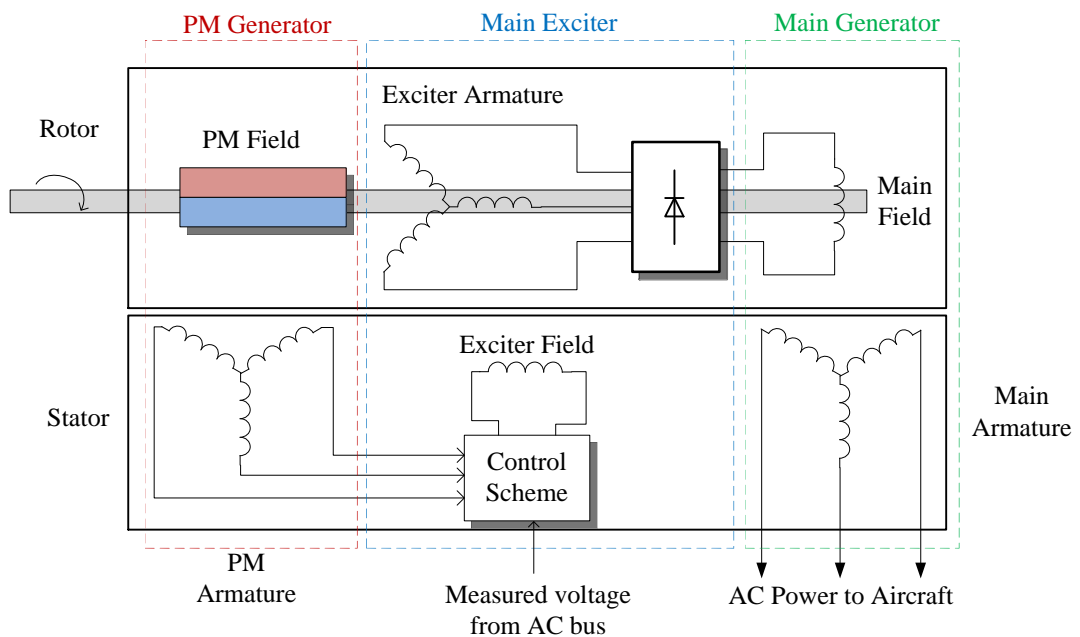 PM Generator
Main Exciter
Main Generator
Exciter Armature
Rotor
PM Field
Main
Field
Exciter Field
Stator
Main
Armature
Control
Scheme
PM
Armature
Measured voltage
from AC bus
AC Power to Aircraft